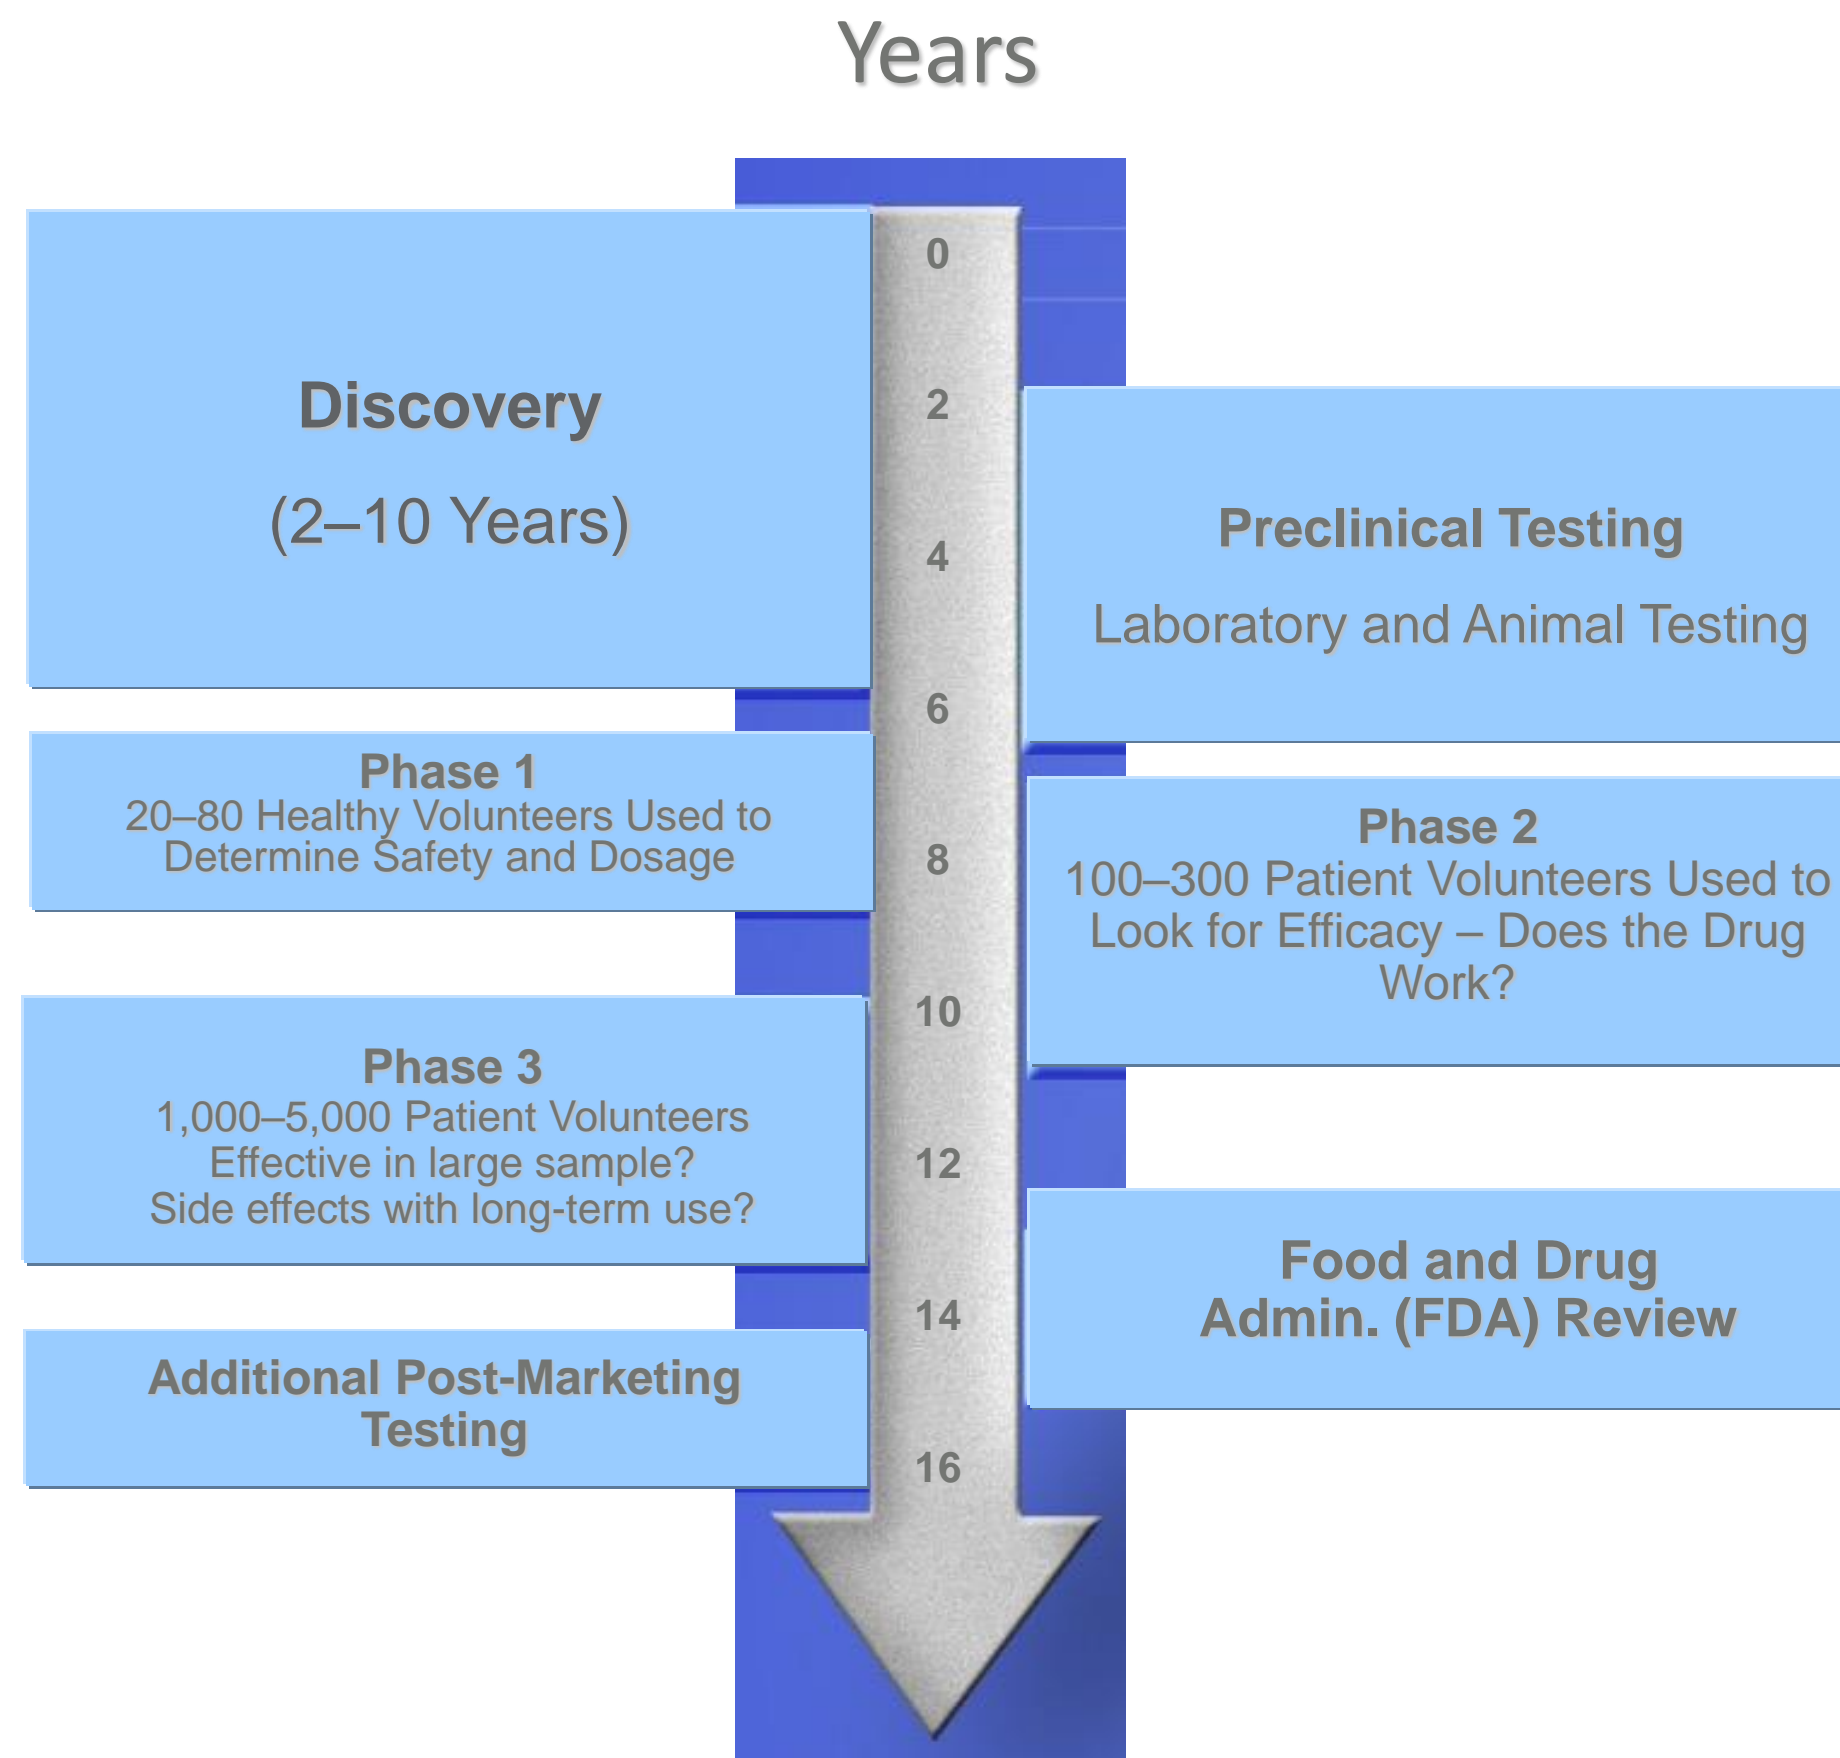 Years
0
2
4
6
8
10
12
14
16
Discovery
(2–10 Years)
Preclinical Testing
Laboratory and Animal Testing
Phase 1
20–80 Healthy Volunteers Used to
Determine Safety and Dosage
Phase 2
100–300 Patient Volunteers Used to
Look for Efficacy – Does the Drug
Work?
Phase 3
1,000–5,000 Patient Volunteers
Effective in large sample?
Side effects with long-term use?
Food and Drug
Admin. (FDA) Review
Additional Post-Marketing
Testing